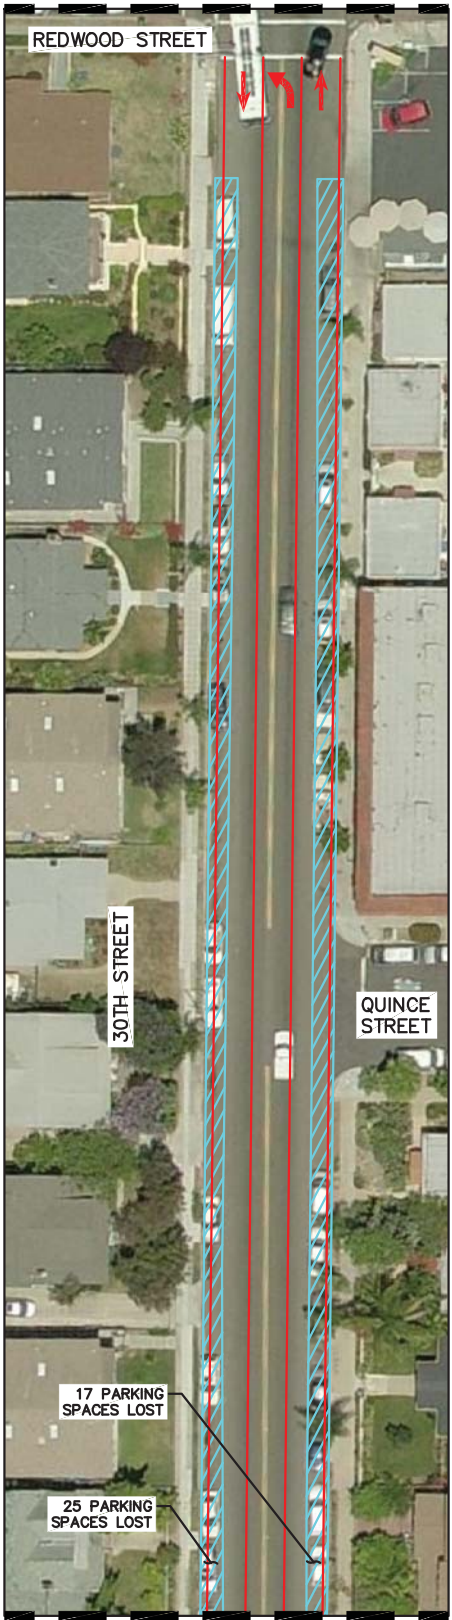 REDWOOD STREET
30TH STREET
QUINCE
STREET
17 PARKING
SPACES LOST
25 PARKING
SPACES LOST